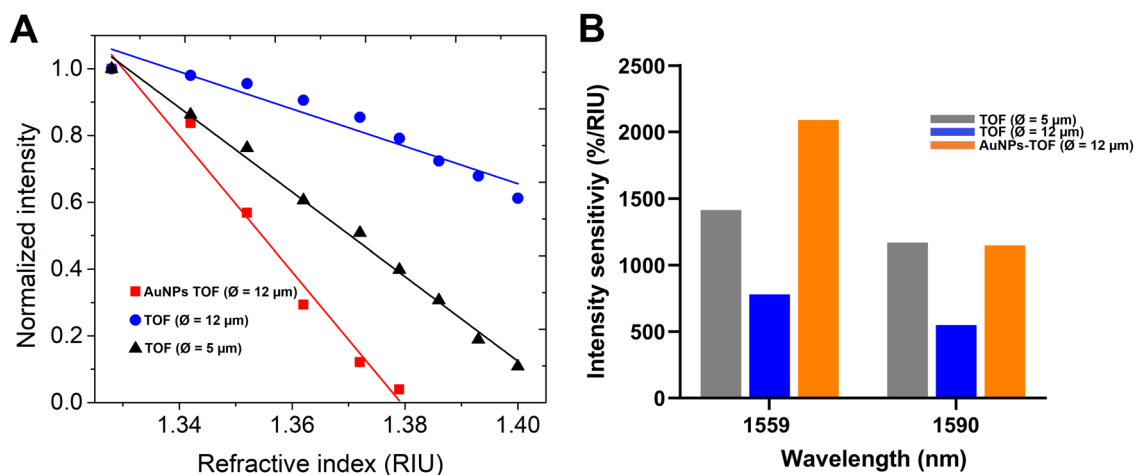 A
Normalized intensity
1.0
0.8
0.6
0.4
0.2
0.0
AuNPs TOF (Ø = 12 µm)
TOF (Ø = 12 µm)
TOF (Ø = 5 µm)
1.34 1.36 1.38 1.40
Refractive index (RIU)
B
Intensity sensitiviy (%/RIU)
2500
2000
1500
1000
500
0
TOF (Ø = 5 µm)
TOF (Ø = 12 µm)
AuNPs-TOF (Ø = 12 µm)
1559 1590
Wavelength (nm)